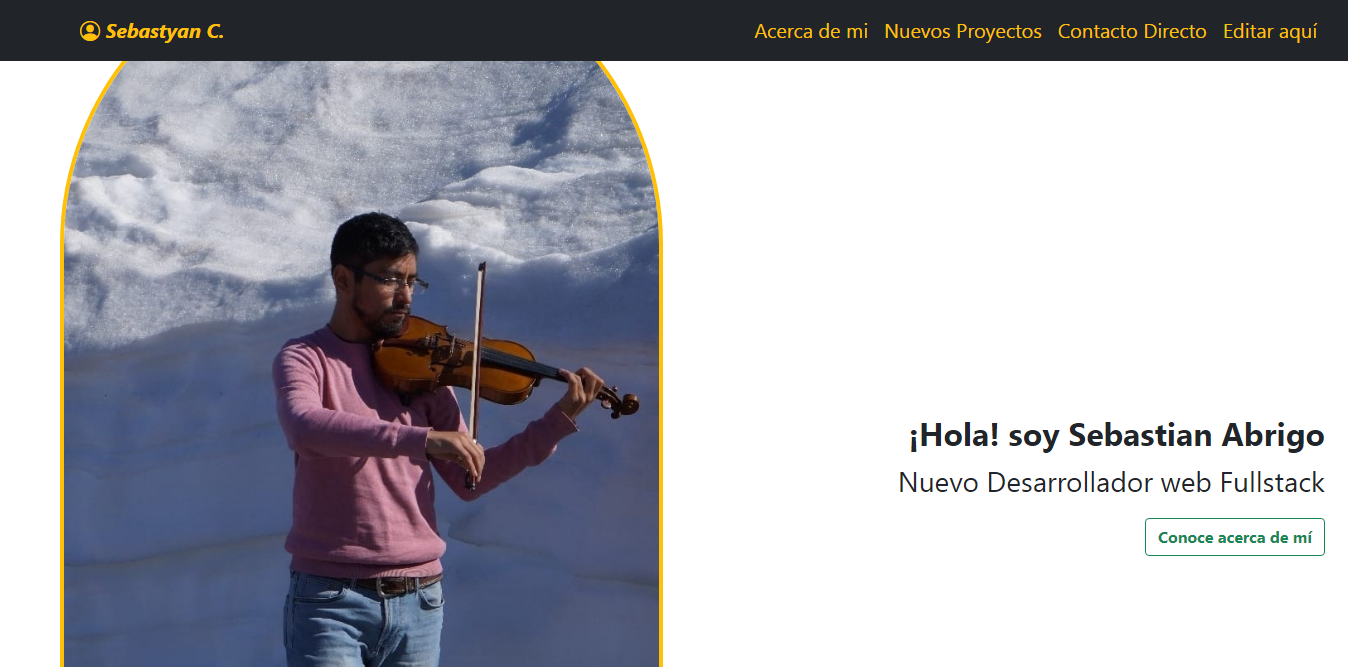 Sebastyan C.
Acerca de mi Nuevos Proyectos Contacto Directo Editar aquí
¡Hola! soy Sebastian Abrigo
Nuevo Desarrollador web Fullstack
Conoce acerca de mí